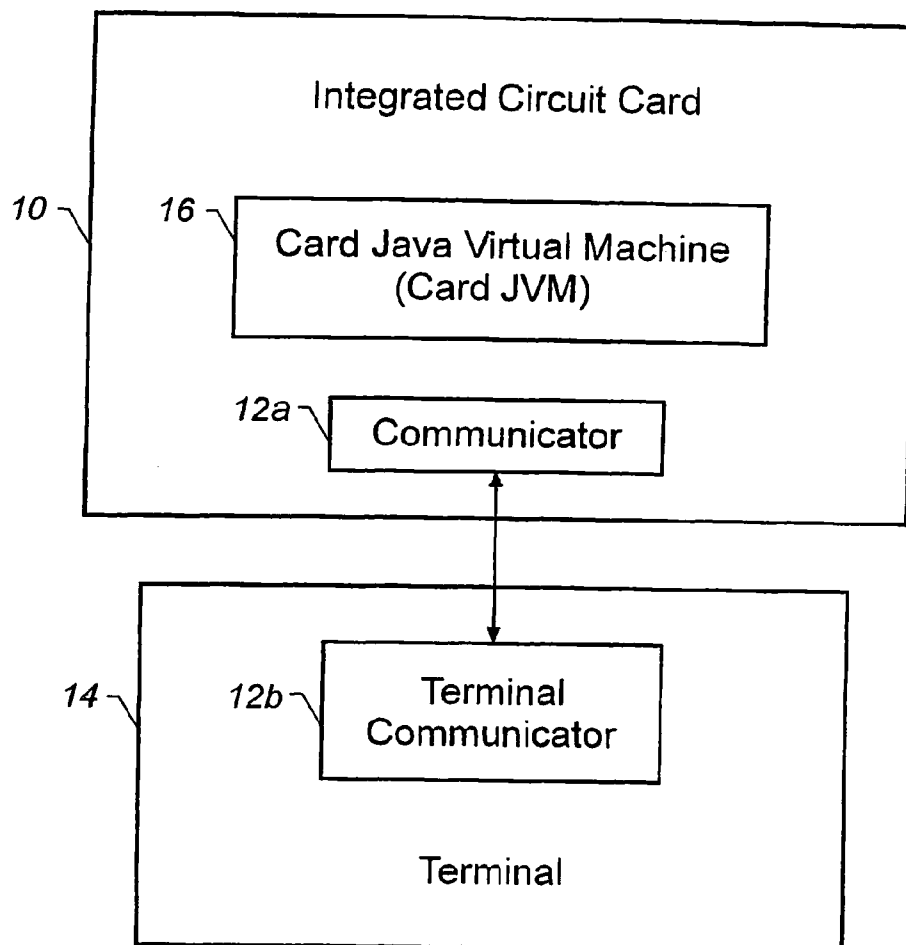 Integrated Circuit Card
10
16
Card Java Virtual Machine
(Card JVM)
12a
Communicator
14
12b
Terminal
Communicator
Terminal